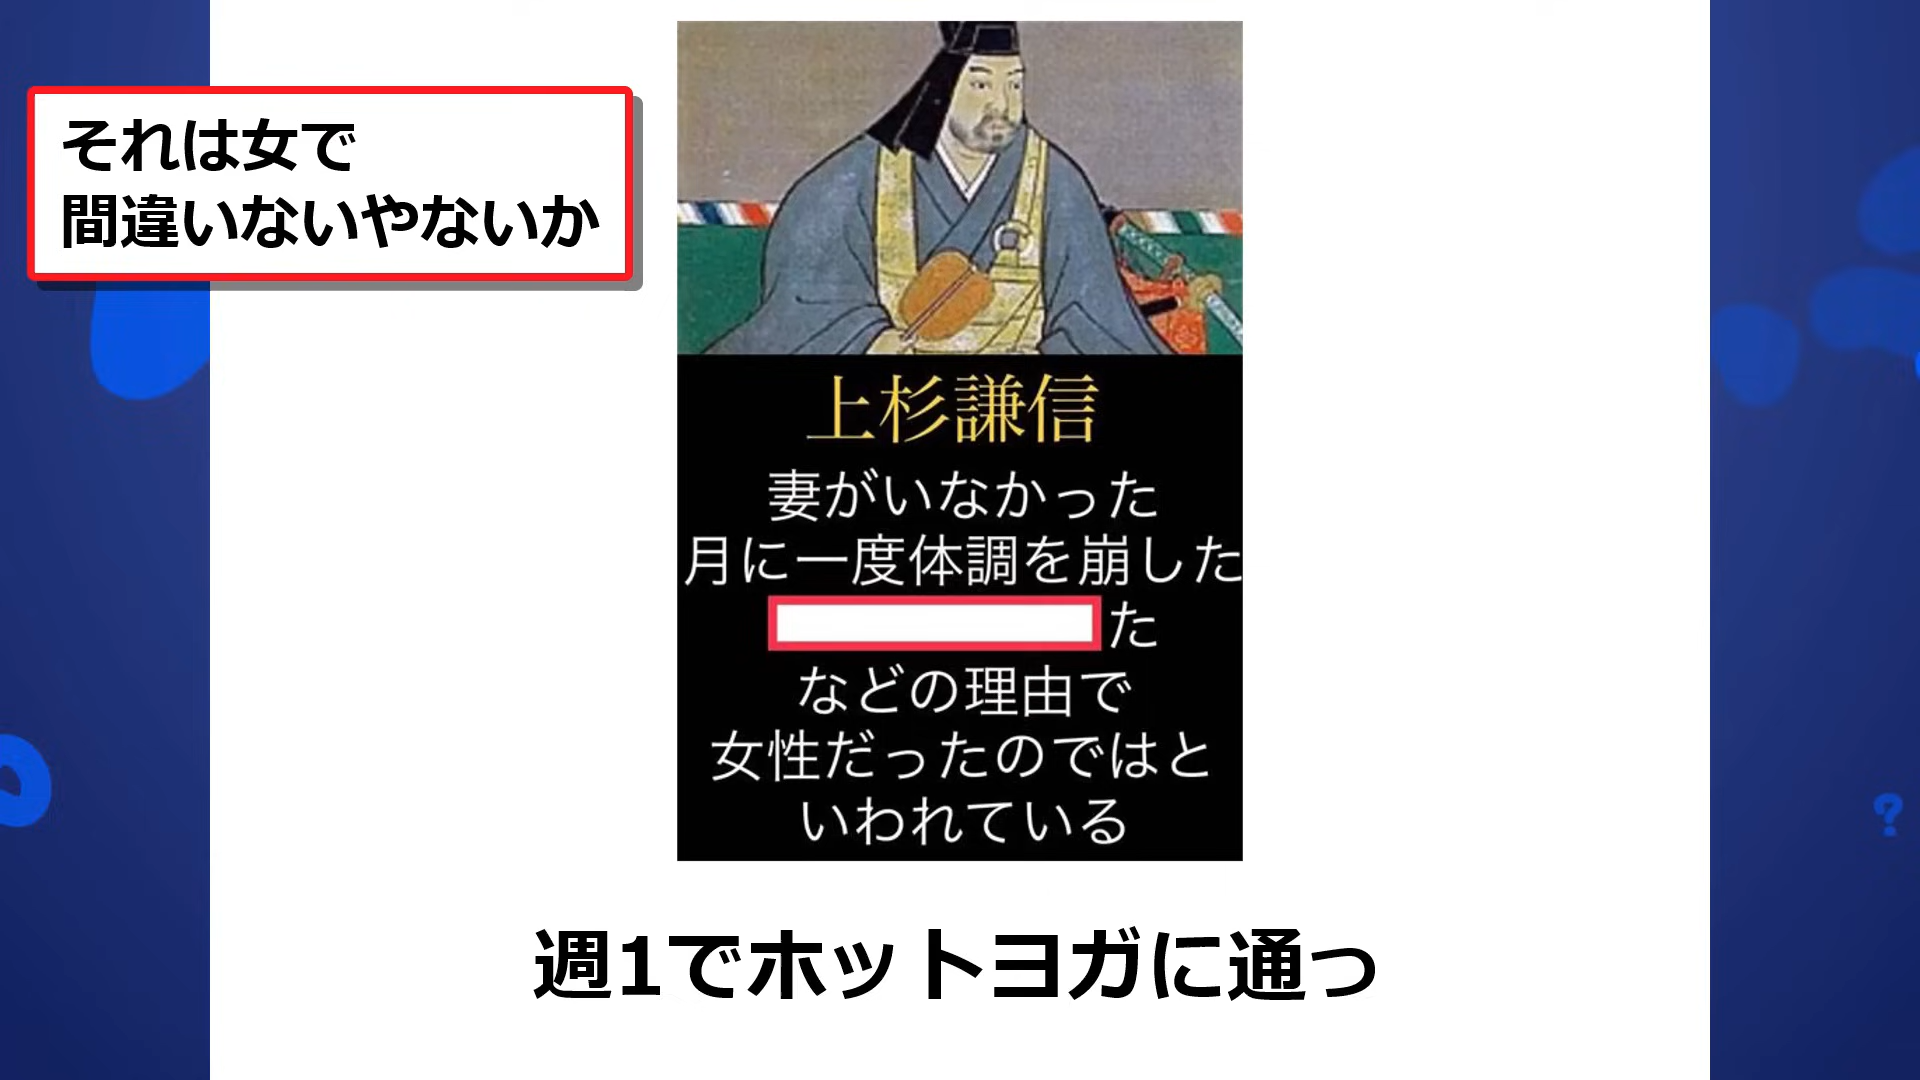 それは女で
間違いないやないか
上杉謙信
妻がいなかった
月に一度体調を崩した
た
などの理由で
女性だったのではと
いわれている
週1でホットヨガに通っ